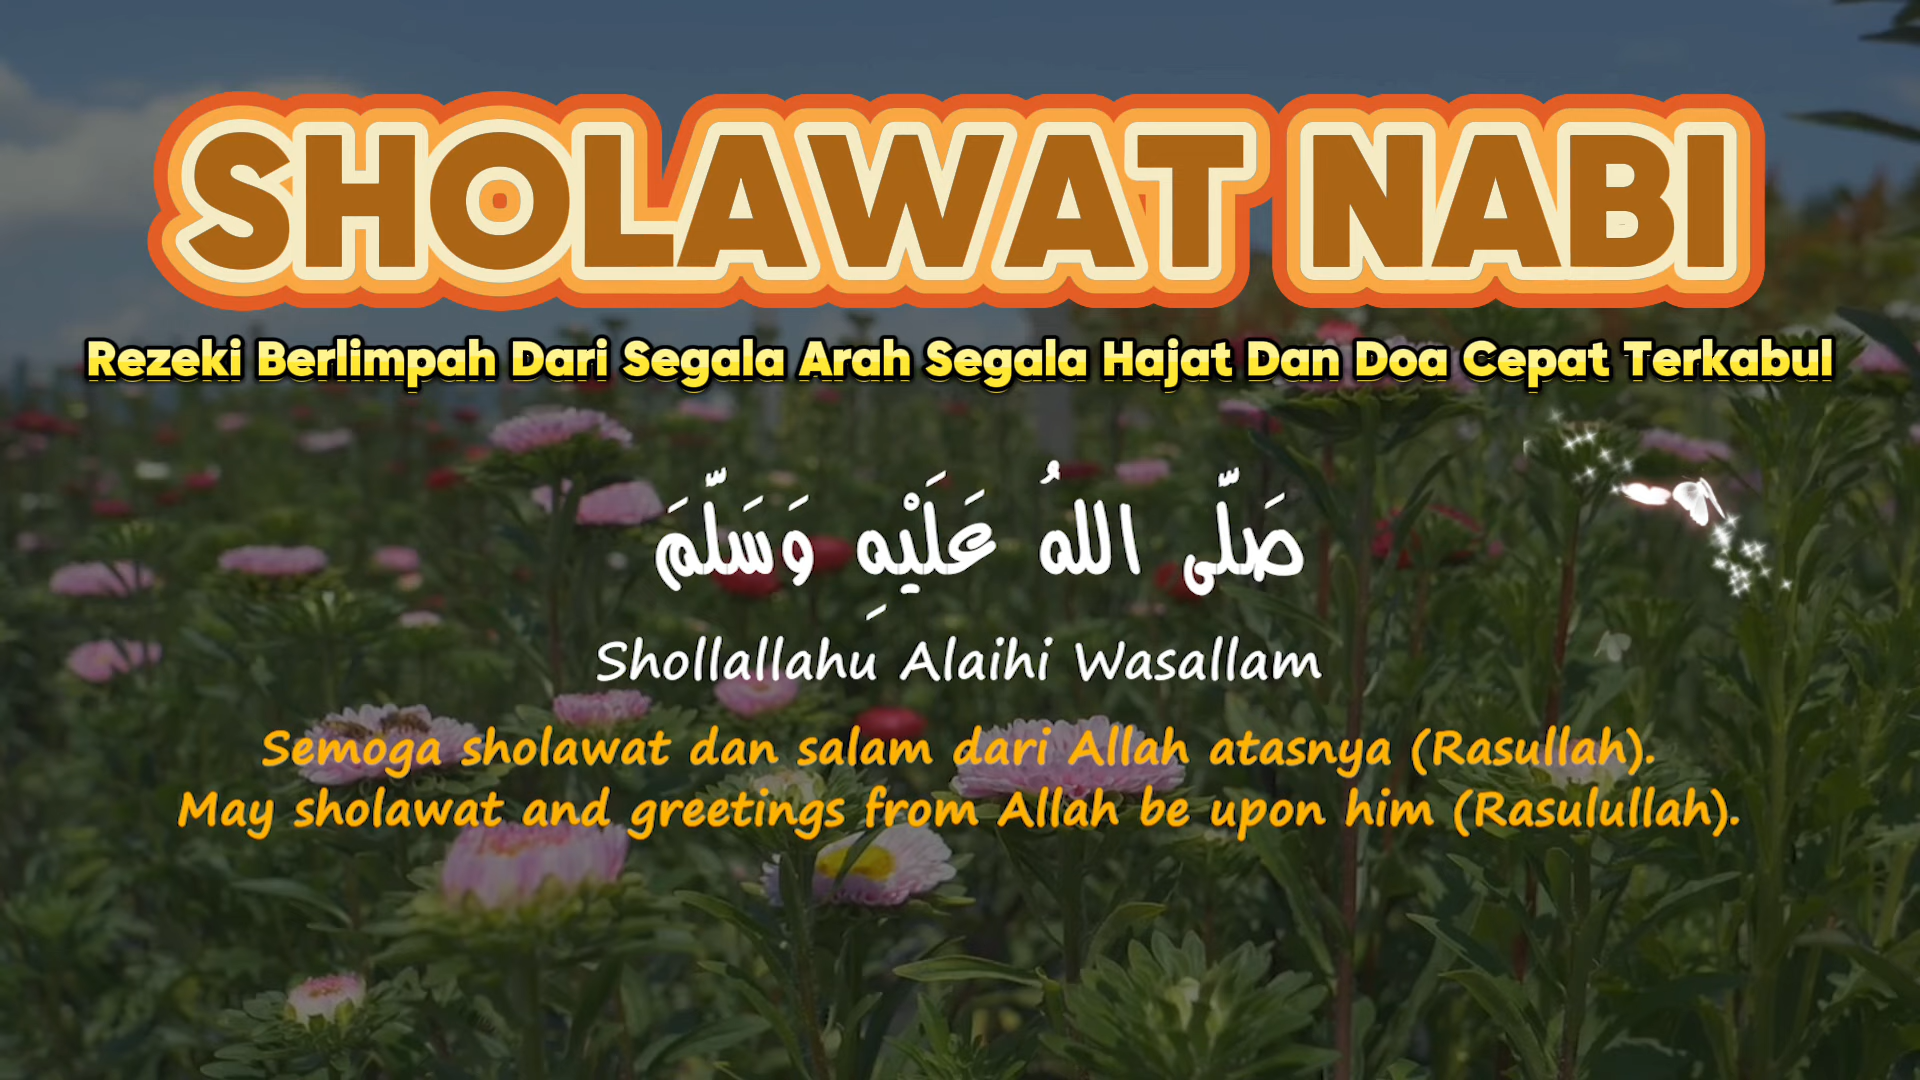 SHOLAWAT NABI
Rezeki Berlimpah Dari Segala Arah Segala Hajat Dan Doa Cepat Terkabul
صَلّى اللهُ عَلَيْهِ وَسَلّمَ
Shollallahu Alaihi Wasallam
Semoga sholawat dan salam dari Allah atasnya (Rasullah).
May sholawat and greetings from Allah be upon him (Rasulullah).